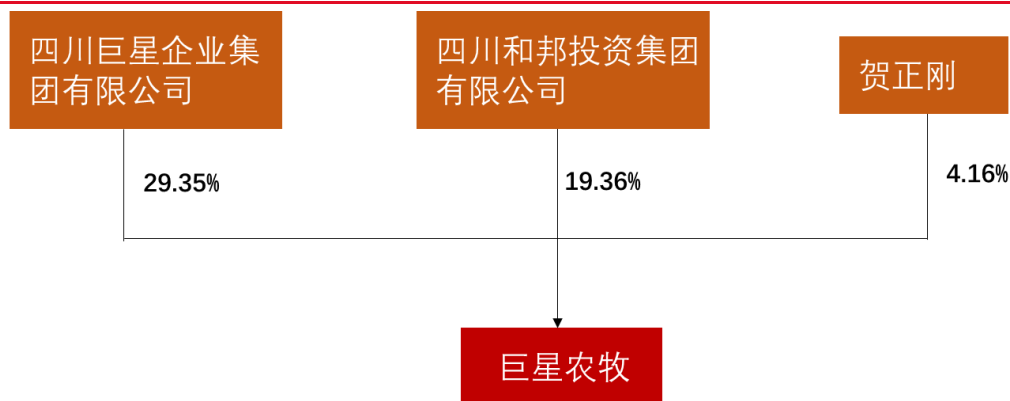 四川巨星企业集
团有限公司
四川和邦投资集团
有限公司
贺正刚
29.35%
19.36%
4.16%
巨星农牧